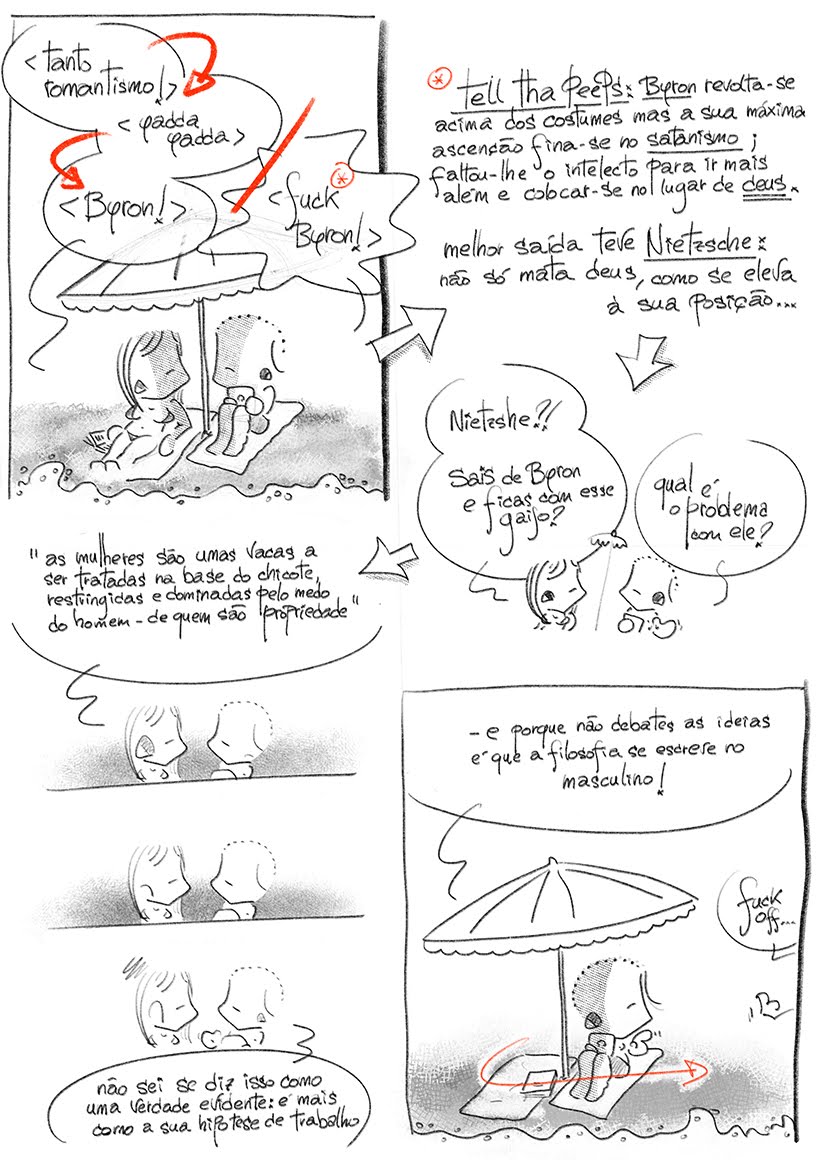 < tanto
romantismo! >
< yadda
yadda >
< Byron! >
< fuck *
Byron! >
* tell tha peeps: Byron revolta-se
acima dos costumes mas a sua máxima
ascenção fina-se no satanismo ;
faltou-lhe o intelecto para ir mais
além e colocar-se no lugar de deus.
melhor saída teve Nietzsche:
não só mata deus, como se eleva
à sua posição...
Nietzshe?!
sais de Byron
e ficas com esse
gajo?
qual é
o problema
com ele?
" as mulheres são umas vacas a
ser tratadas na base do chicote,
restringidas e dominadas pelo medo
do homem - de quem são 'propriedade'"
não sei se diz isso como
uma verdade evidente: é mais
como a sua hipótese de trabalho
- e porque não debates as ideias
é que a filosofia se escreve no
masculino!
fuck
off...